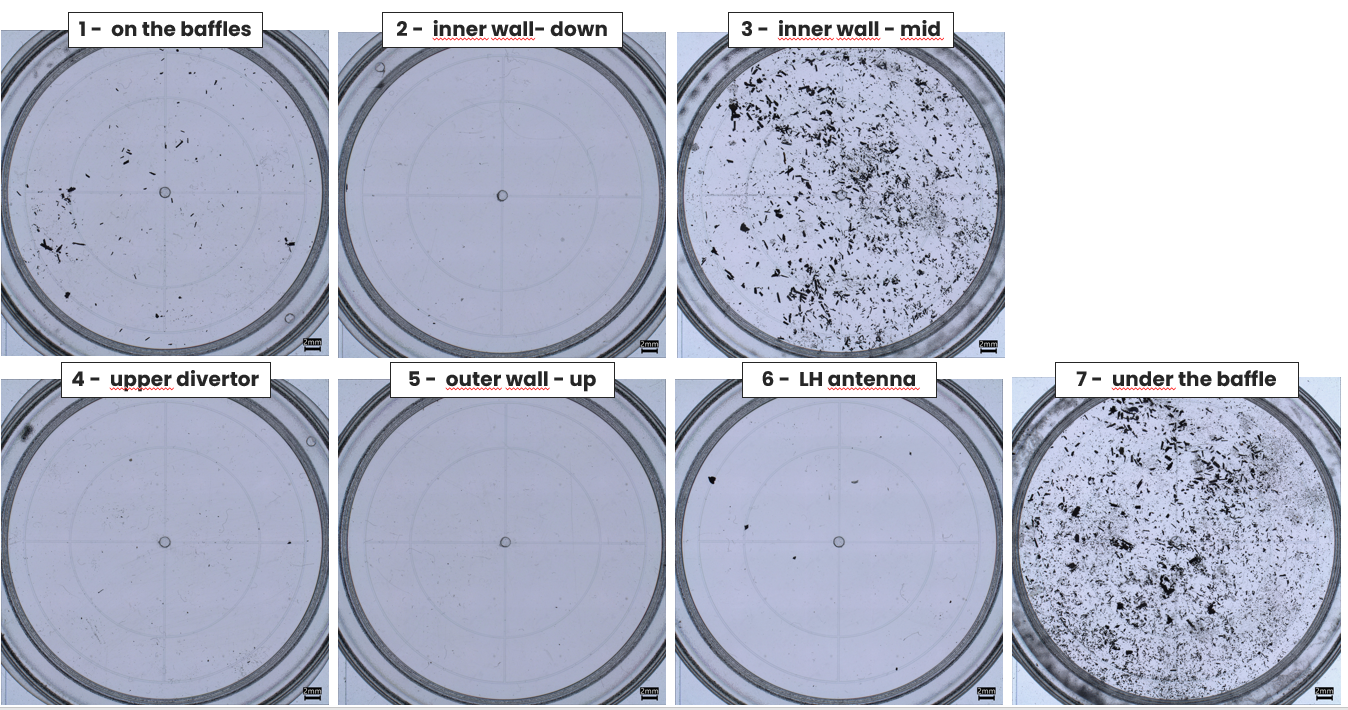 1 - on the baffles
2 - inner wall- down
3 - inner wall - mid
2mm
2mm
2mm
4 - upper divertor
5 - outer wall - up
6 - LH antenna
7 - under the baffle
2mm
2mm
2mm
2mm